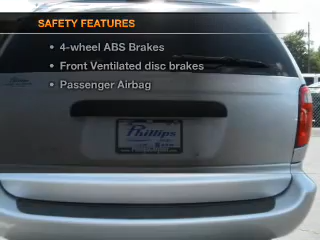 SAFETY FEATURES
• 4-wheel ABS Brakes
• Front Ventilated disc brakes
• Passenger Airbag
Phillips